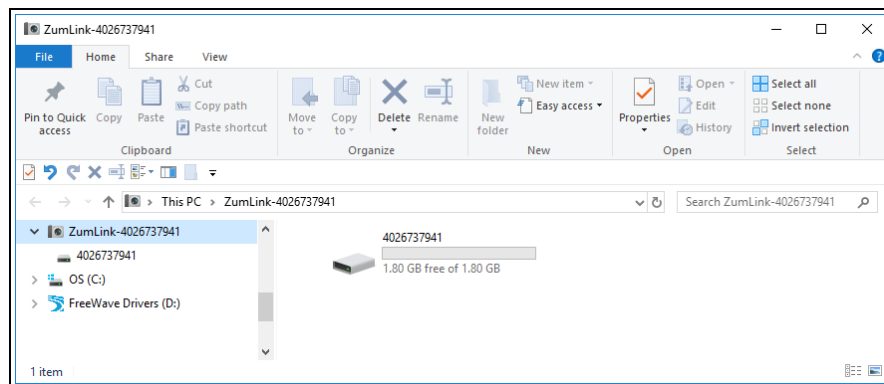 ZumLink-4026737941
File Home Share View
Pin to Quick access
Copy
Paste
Cut
Copy path
Paste shortcut
Clipboard
Move to
Copy to
Delete
Rename
Organize
New folder
New item
Easy access
New
Properties
Open
Edit
History
Open
Select all
Select none
Invert selection
Select
This PC > ZumLink-4026737941
Search ZumLink-4026737941
ZumLink-4026737941
4026737941
OS (C:)
FreeWave Drivers (D:)
4026737941
1.80 GB free of 1.80 GB
1 item